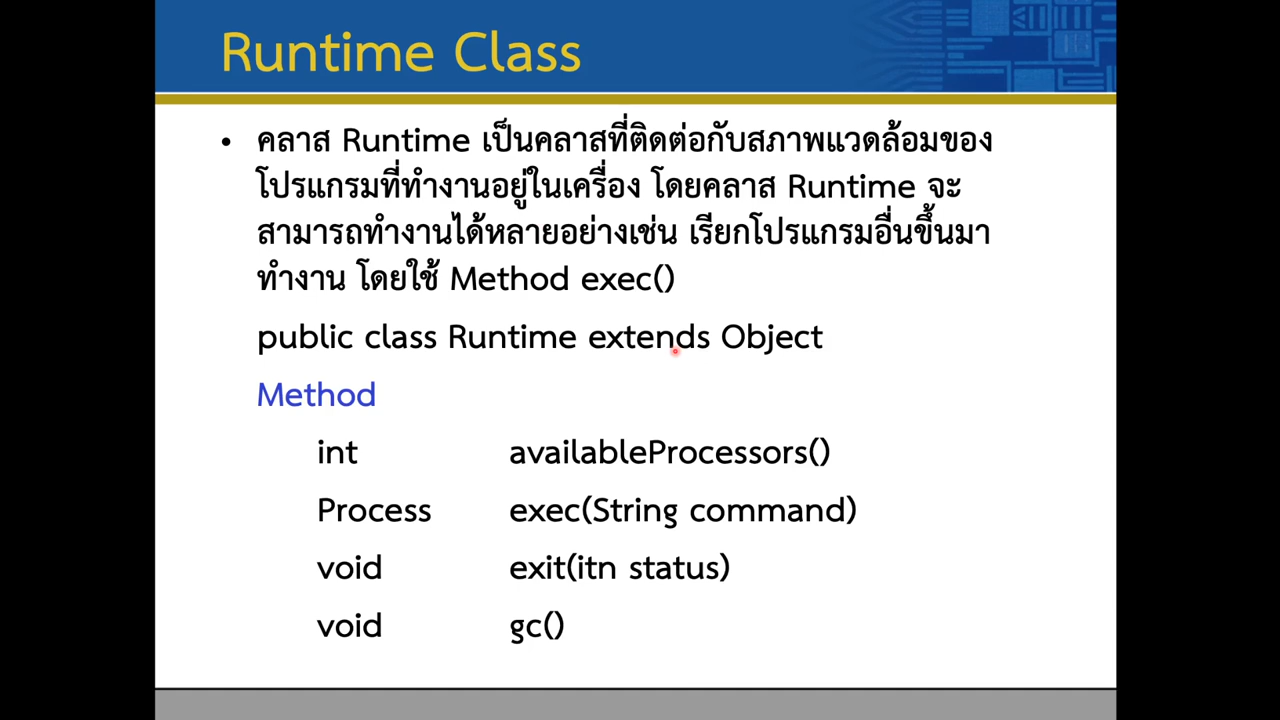 Runtime Class
• คลาส Runtime เป็นคลาสที่ติดต่อกับสภาพแวดล้อมของ
โปรแกรมที่ทำงานอยู่ในเครื่อง โดยคลาส Runtime จะ
สามารถทำงานได้หลายอย่างเช่น เรียกโปรแกรมอื่นขึ้นมา
ทำงาน โดยใช้ Method exec()
public class Runtime extends Object
Method
int availableProcessors()
Process exec(String command)
void exit(itn status)
void gc()